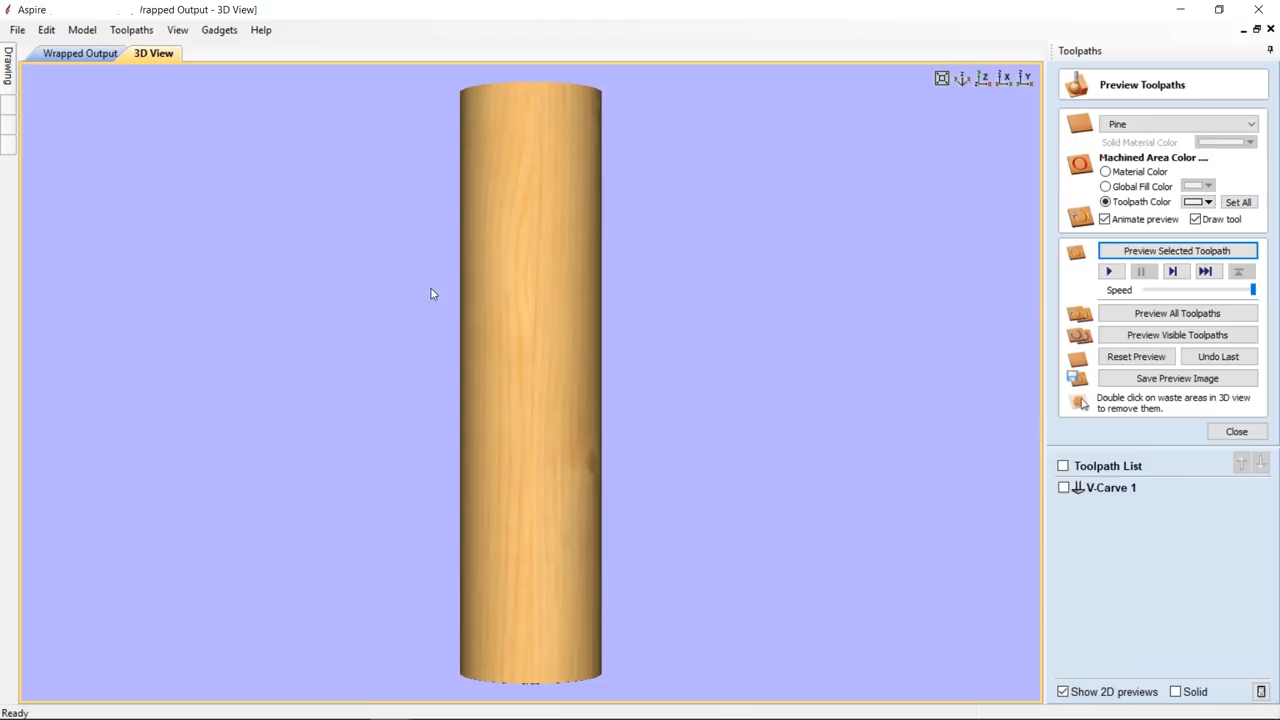 Aspire
Wrapped Output - 3D View]
File Edit Model Toolpaths View Gadgets Help
Drawing
Wrapped Output 3D View
Z X Y
Toolpaths
Preview Toolpaths
Pine
Solid Material Color
Machined Area Color ....
Material Color
Global Fill Color
Toolpath Color Set All
Animate preview Draw tool
Preview Selected Toolpath
Speed
Preview All Toolpaths
Preview Visible Toolpaths
Reset Preview Undo Last
Save Preview Image
Double click on waste areas in 3D view
to remove them.
Close
Toolpath List
V-Carve 1
Show 2D previews Solid
Ready